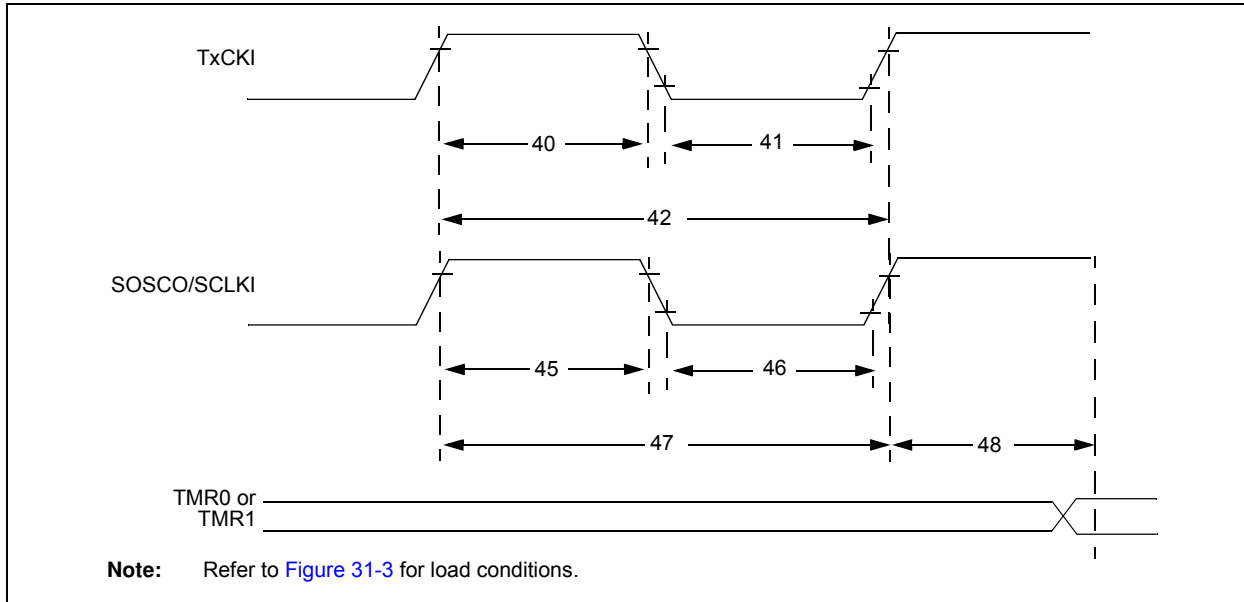 TxCKI
40
41
42
SOSCO/SCLKI
45
46
47
48
TMR0 or
TMR1
Note: Refer to Figure 31-3 for load conditions.